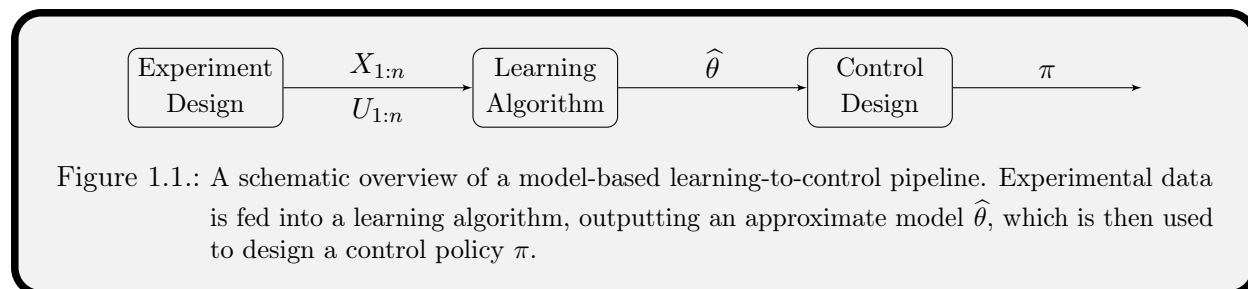 Experiment
Design
X_{1:n}
U_{1:n}
Learning
Algorithm
\widehat{θ}
Control
Design
π
Figure 1.1.: A schematic overview of a model-based learning-to-control pipeline. Experimental data
is fed into a learning algorithm, outputting an approximate model \widehat{θ}, which is then used
to design a control policy π.